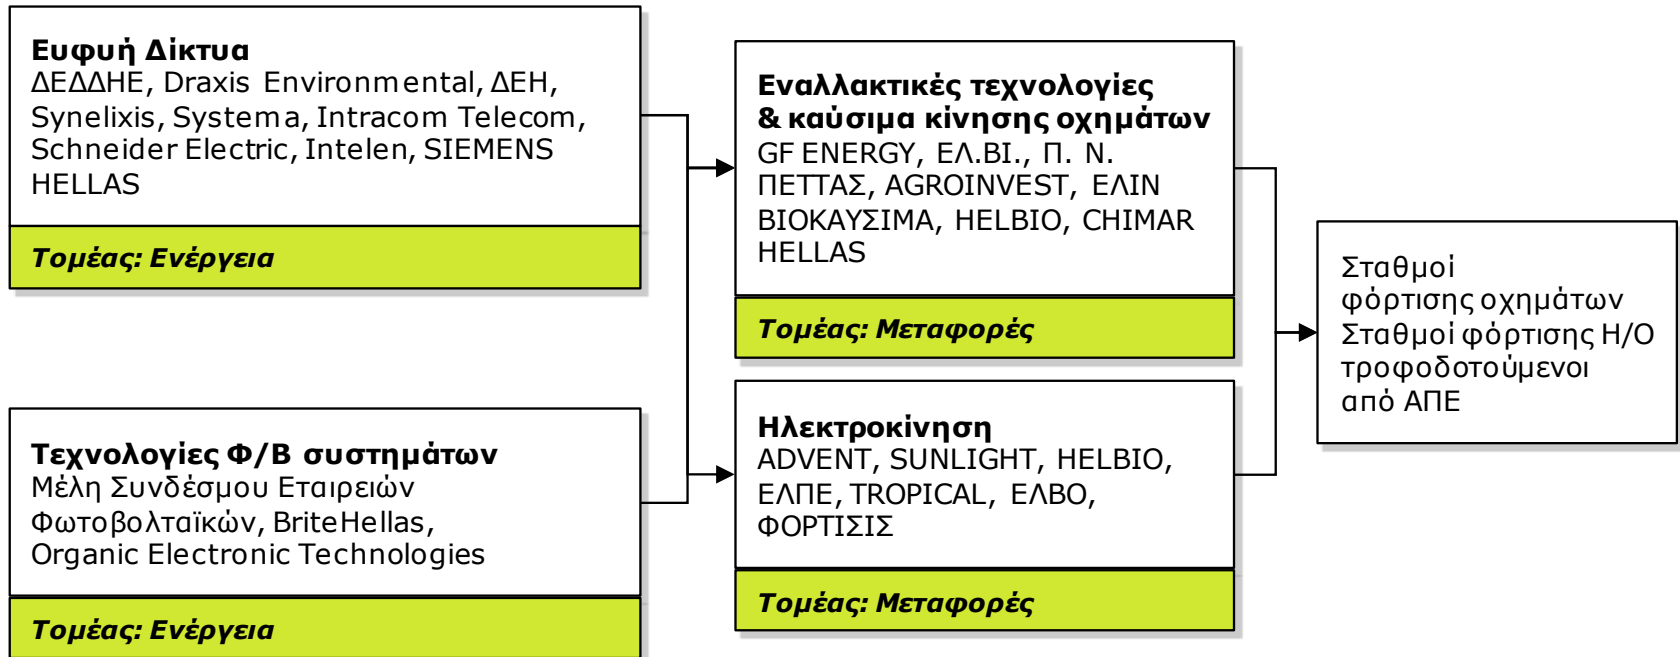 Ευφυή Δίκτυα
ΔΕΔΔΗΕ, Draxis Environmental, ΔΕΗ,
Synelixis, Systema, Intracom Telecom,
Schneider Electric, Intelen, SIEMENS
HELLAS
Τομέας: Ενέργεια
Τεχνολογίες Φ/Β συστημάτων
Μέλη Συνδέσμου Εταιρειών
Φωτοβολταϊκών, BriteHellas,
Organic Electronic Technologies
Τομέας: Ενέργεια
Εναλλακτικές τεχνολογίες
& καύσιμα κίνησης οχημάτων
GF ENERGY, ΕΛ.ΒΙ., Π. Ν.
ΠΕΤΤΑΣ, AGROINVEST, ΕΛΙΝ
ΒΙΟΚΑΥΣΙΜΑ, HELBIO, CHIMAR
HELLAS
Τομέας: Μεταφορές
Ηλεκτροκίνηση
ADVENT, SUNLIGHT, HELBIO,
ΕΛΠΕ, TROPICAL, ΕΛΒΟ,
ΦΟΡΤΙΣΙΣ
Τομέας: Μεταφορές
Σταθμοί
φόρτισης οχημάτων
Σταθμοί φόρτισης Η/Ο
τροφοδοτούμενοι
από ΑΠΕ